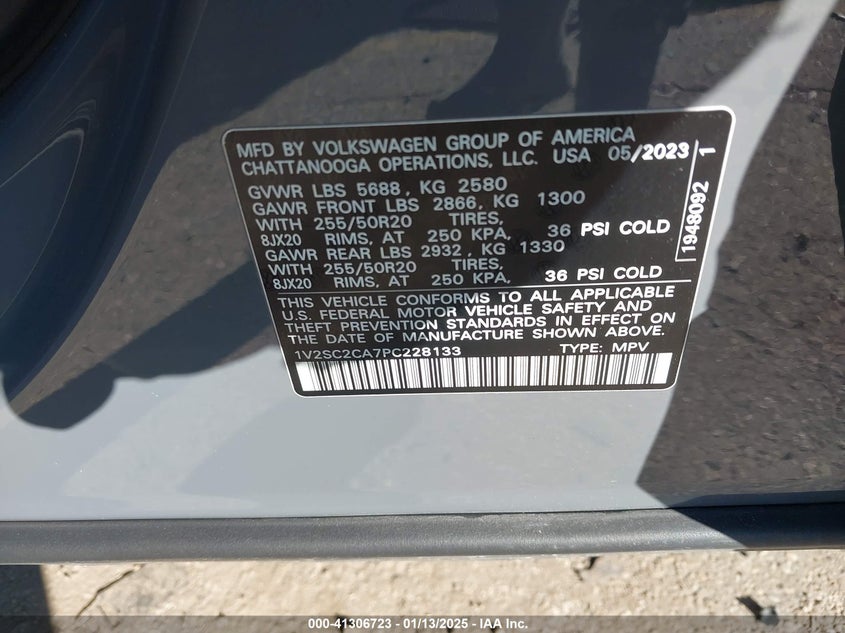 MFD BY VOLKSWAGEN GROUP OF AMERICA
CHATTANOOGA OPERATIONS, LLC. USA 05/2023
GVWR LBS 5688, KG 2580
GAWR FRONT LBS 2866, KG 1300
WITH 255/50R20 TIRES,
8JX20 RIMS, AT 250 KPA, 36 PSI COLD
GAWR REAR LBS 2932, KG 1330
WITH 255/50R20 TIRES,
8JX20 RIMS, AT 250 KPA, 36 PSI COLD
THIS VEHICLE CONFORMS TO ALL APPLICABLE
U.S. FEDERAL MOTOR VEHICLE SAFETY AND
THEFT PREVENTION STANDARDS IN EFFECT ON
THE DATE OF MANUFACTURE SHOWN ABOVE.
1V2SC2CA7PC228133 TYPE: MPV
1948092 1
000-41306723 - 01/13/2025 - IAA Inc.